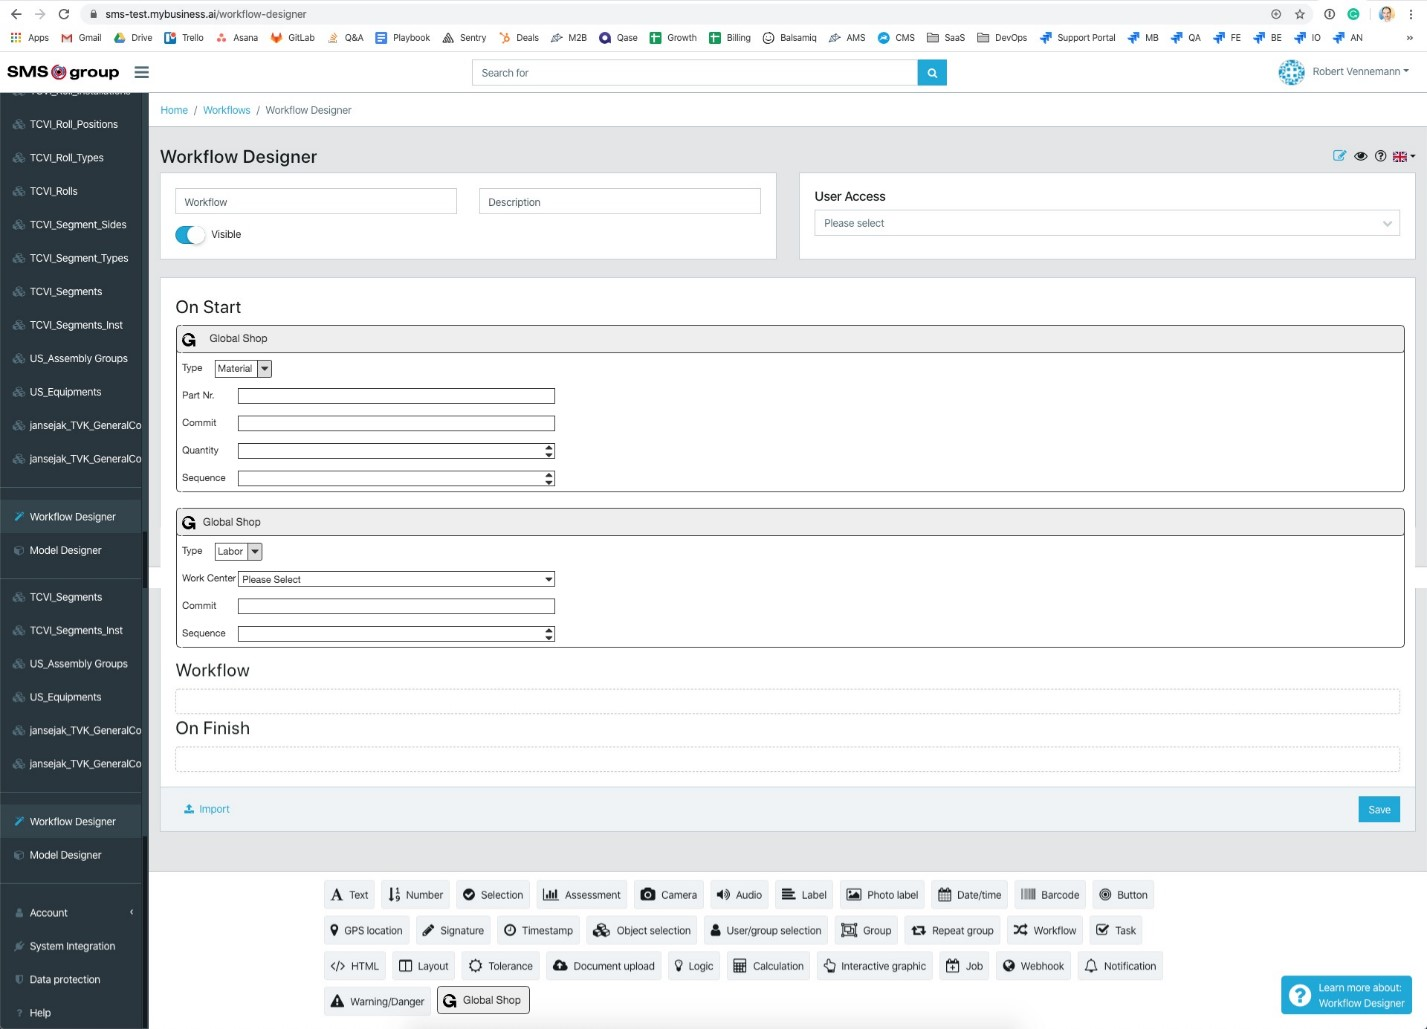 sms-test.mybusiness.ai/workflow-designer
Apps Gmail Drive Trello Asana GitLab Q&A Playbook Sentry Deals M2B Qase Growth Billing Balsamiq AMS CMS SaaS DevOps Support Portal MB QA FE BE IO AN »
SMS group
Search for
Robert Vennemann
TCVI_Roll_Installations
TCVI_Roll_Positions
TCVI_Roll_Types
TCVI_Rolls
TCVI_Segment_Sides
TCVI_Segment_Types
TCVI_Segments
TCVI_Segments_Inst
US_Assembly Groups
US_Equipments
jansejak_TVK_GeneralCo
jansejak_TVK_GeneralCo
Workflow Designer
Model Designer
TCVI_Segments
TCVI_Segments_Inst
US_Assembly Groups
US_Equipments
jansejak_TVK_GeneralCo
jansejak_TVK_GeneralCo
Workflow Designer
Model Designer
Account
System Integration
Data protection
Help
Home / Workflows / Workflow Designer
Workflow Designer
Workflow
Description
Visible
User Access
Please select
On Start
G Global Shop
Type Material
Part Nr.
Commit
Quantity
Sequence
G Global Shop
Type Labor
Work Center Please Select
Commit
Sequence
Workflow
On Finish
Import
Save
Text Number Selection Assessment Camera Audio Label Photo label Date/time Barcode Button
GPS location Signature Timestamp Object selection User/group selection Group Repeat group Workflow Task
HTML Layout Tolerance Document upload Logic Calculation Interactive graphic Job Webhook Notification
Warning/Danger G Global Shop
Learn more about:
Workflow Designer